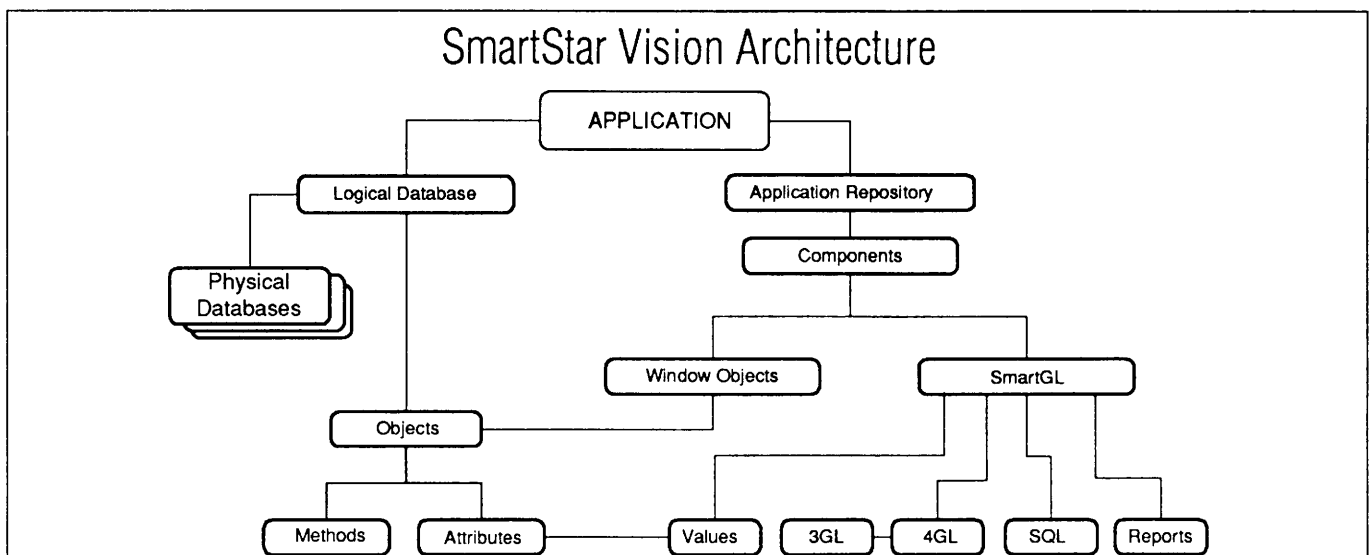 SmartStar Vision Architecture
APPLICATION
Logical Database
Application Repository
Components
Physical
Databases
Window Objects
SmartGL
Objects
Methods
Attributes
Values
3GL
4GL
SQL
Reports